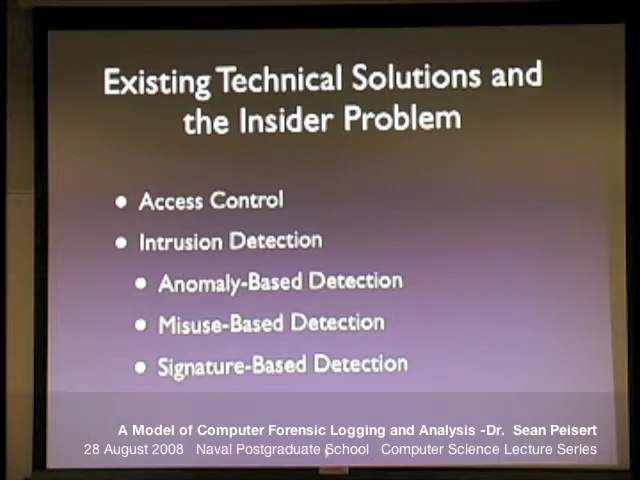 Existing Technical Solutions and
the Insider Problem
• Access Control
• Intrusion Detection
• Anomaly-Based Detection
• Misuse-Based Detection
• Signature-Based Detection
A Model of Computer Forensic Logging and Analysis -Dr. Sean Peisert
28 August 2008 Naval Postgraduate School Computer Science Lecture Series